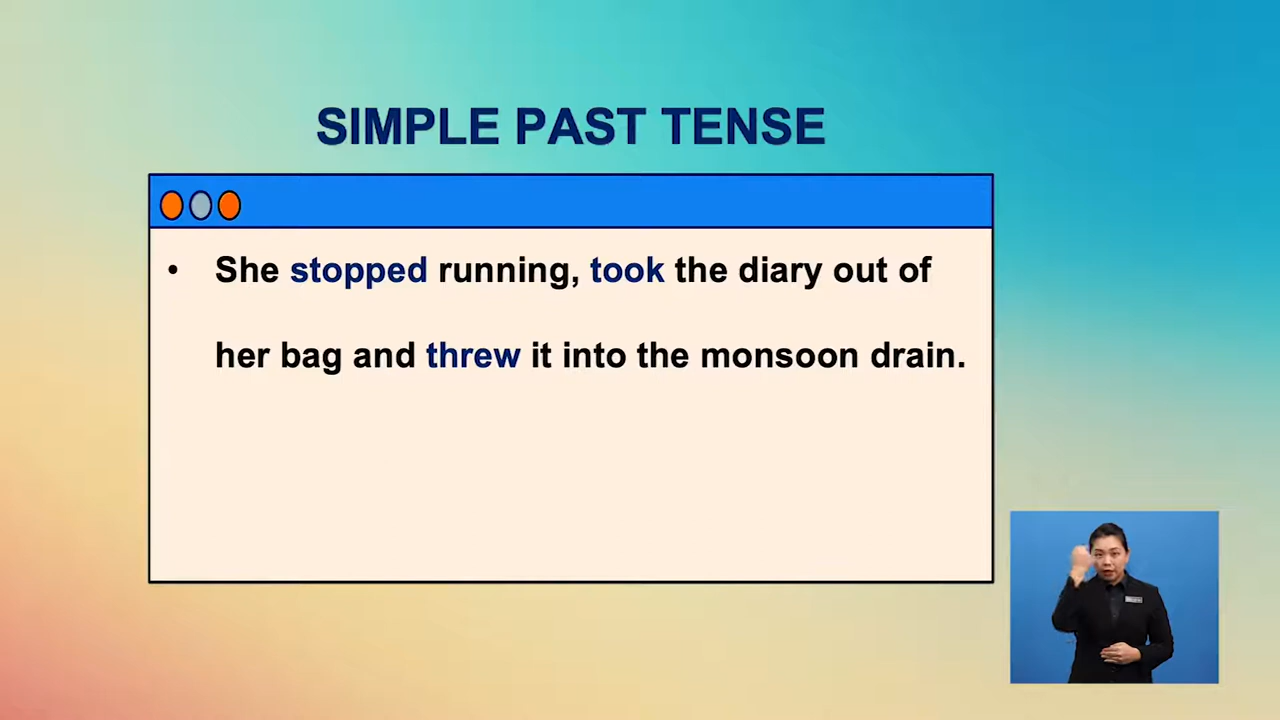 SIMPLE PAST TENSE
• She stopped running, took the diary out of
her bag and threw it into the monsoon drain.